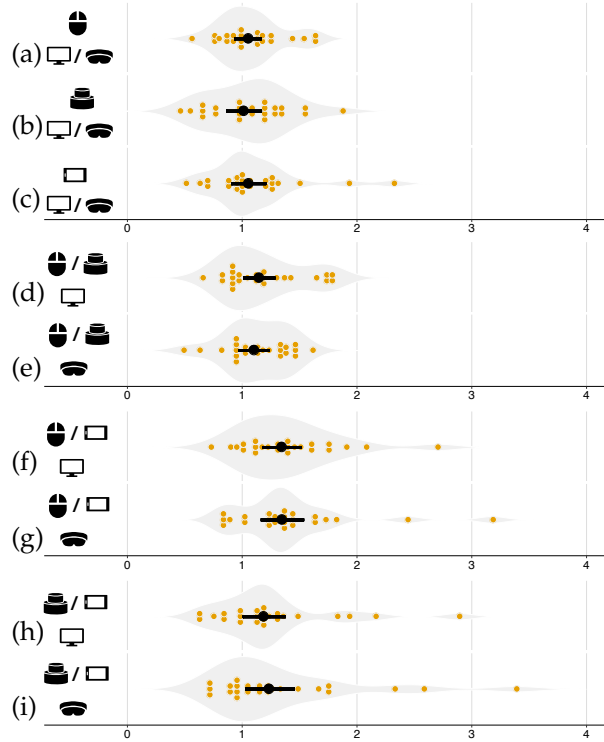 (a) /
(b) /
(c) /
0 1 2 3 4
(d) /
(e) /
0 1 2 3 4
(f) /
(g) /
0 1 2 3 4
(h) /
(i) /
0 1 2 3 4